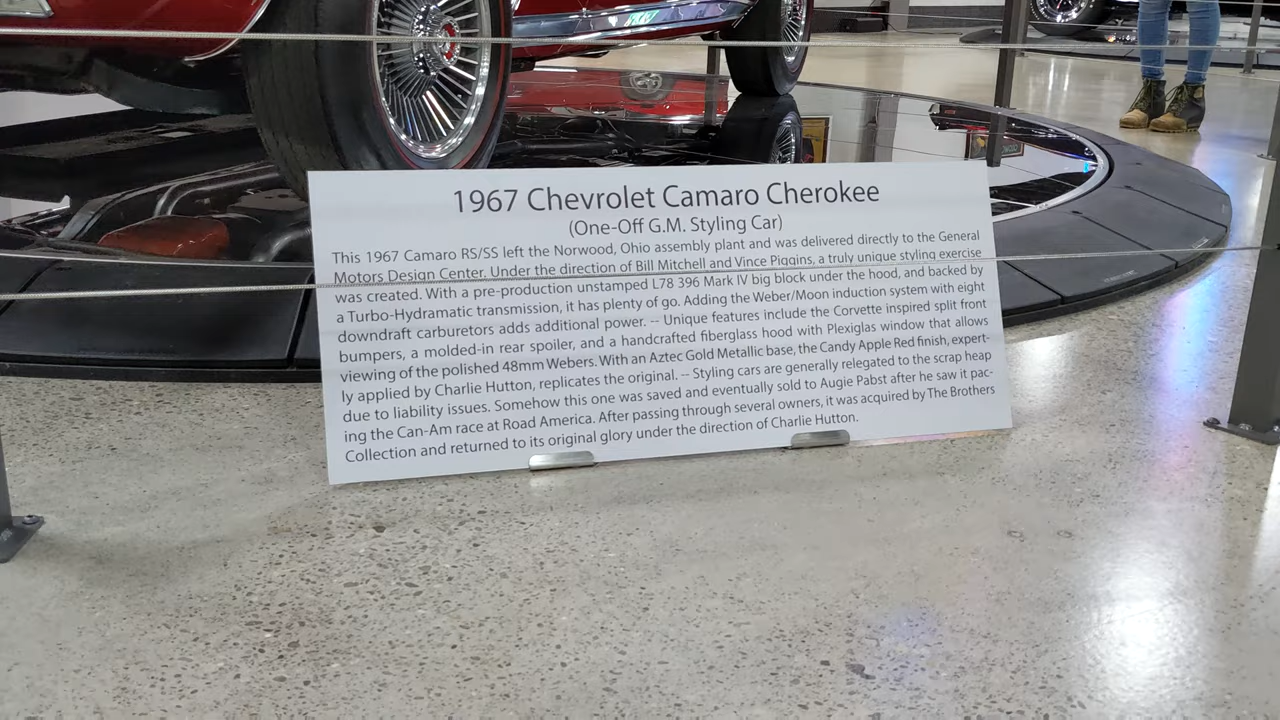 1967 Chevrolet Camaro Cherokee
(One-Off G.M. Styling Car)
This 1967 Camaro RS/SS left the Norwood, Ohio assembly plant and was delivered directly to the General
Motors Design Center. Under the direction of Bill Mitchell and Vince Piggins, a truly unique styling exercise
was created. With a pre-production unstamped L78 396 Mark IV big block under the hood, and backed by
a Turbo-Hydramatic transmission, it has plenty of go. Adding the Weber/Moon induction system with eight
downdraft carburetors adds additional power. -- Unique features include the Corvette inspired split front
bumpers, a molded-in rear spoiler, and a handcrafted fiberglass hood with Plexiglas window that allows
viewing of the polished 48mm Webers. With an Aztec Gold Metallic base, the Candy Apple Red finish, expert-
ly applied by Charlie Hutton, replicates the original. -- Styling cars are generally relegated to the scrap heap
due to liability issues. Somehow this one was saved and eventually sold to Augie Pabst after he saw it pac-
ing the Can-Am race at Road America. After passing through several owners, it was acquired by The Brothers
Collection and returned to its original glory under the direction of Charlie Hutton.